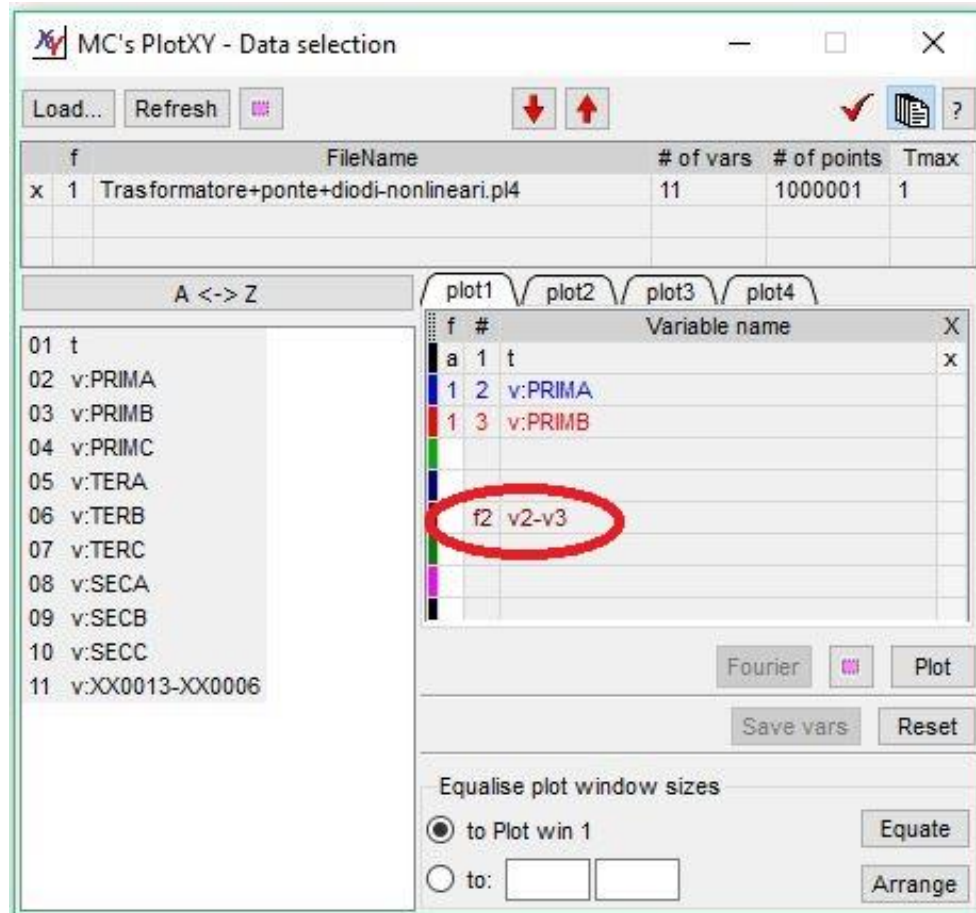 MC's PlotXY - Data selection
Load... Refresh ?
f FileName # of vars # of points Tmax
x 1 Trasformatore+ponte+diodi-nonlineari.pl4 11 1000001 1
A <-> Z
01 t
02 v:PRIMA
03 v:PRIMB
04 v:PRIMC
05 v:TERA
06 v:TERB
07 v:TERC
08 v:SECA
09 v:SECB
10 v:SECC
11 v:XX0013-XX0006
plot1 plot2 plot3 plot4
f # Variable name X
a 1 t x
1 2 v:PRIMA
1 3 v:PRIMB
f2 v2-v3
Fourier Plot
Save vars Reset
Equalise plot window sizes
to Plot win 1 Equate
to: Arrange